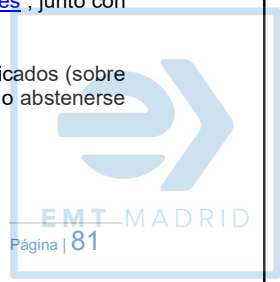 es , junto con
icados (sobre
o abstenerse
EMT MADRID
Página | 81